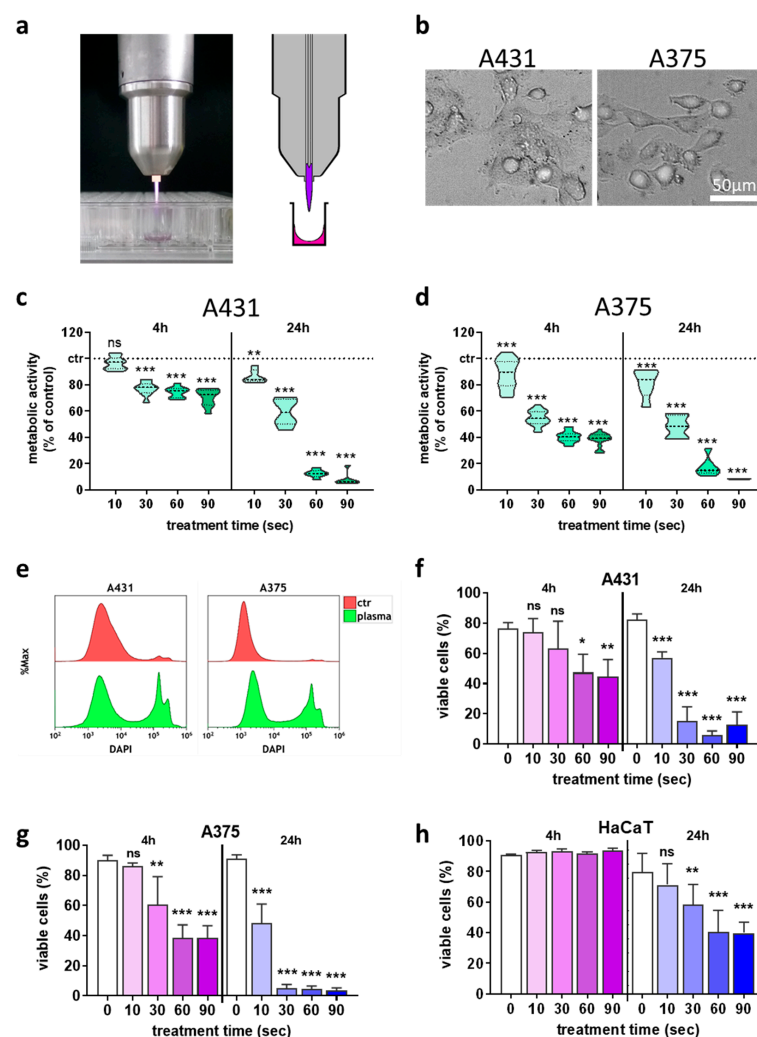 a
b
A431 A375
50µm
c A431
4h 24h
120
ctr
80
60
40
20
0
metabolic activity
(% of control)
ns *** *** *** ** *** *** ***
10 30 60 90 10 30 60 90
treatment time (sec)
d A375
4h 24h
120
ctr
80
60
40
20
0
metabolic activity
(% of control)
*** *** *** *** *** *** *** ***
10 30 60 90 10 30 60 90
treatment time (sec)
e
A431 A375
ctr
plasma
%Max
10² 10³ 10⁴ 10⁵ 10⁶ 10² 10³ 10⁴ 10⁵ 10⁶
DAPI DAPI
f A431
4h 24h
100
80
60
40
20
0
viable cells (%)
ns ns * ** *** *** *** ***
0 10 30 60 90 0 10 30 60 90
treatment time (sec)
g A375
4h 24h
100
80
60
40
20
0
viable cells (%)
ns ** *** *** *** *** *** ***
0 10 30 60 90 0 10 30 60 90
treatment time (sec)
h HaCaT
4h 24h
100
80
60
40
20
0
viable cells (%)
ns ** *** ***
0 10 30 60 90 0 10 30 60 90
treatment time (sec)